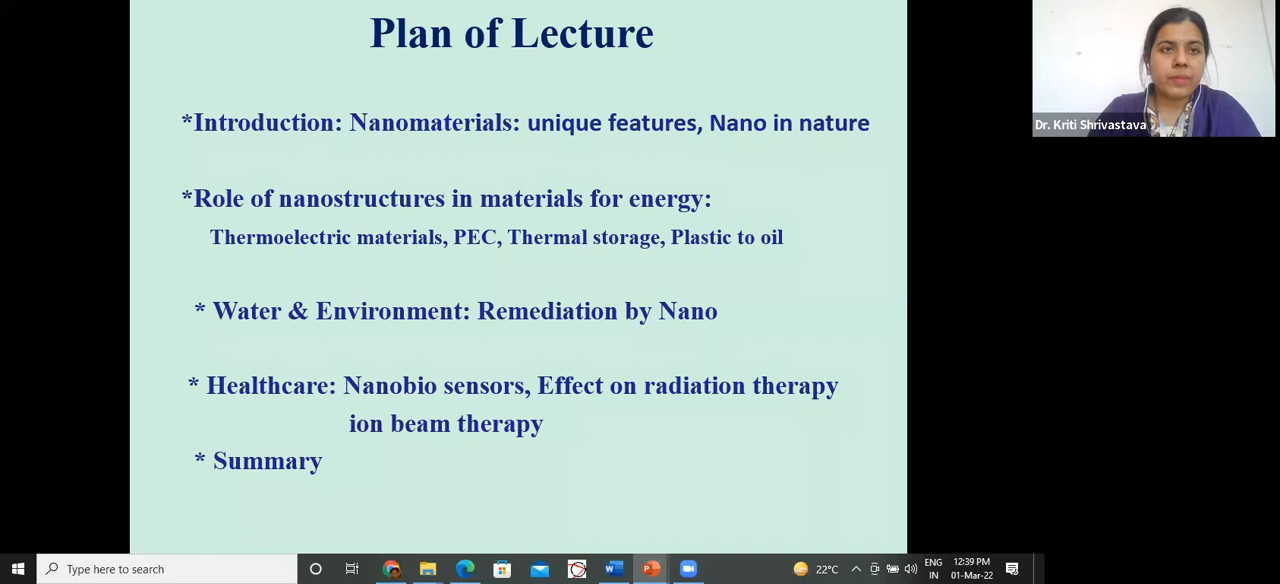 Plan of Lecture
*Introduction: Nanomaterials: unique features, Nano in nature
*Role of nanostructures in materials for energy:
Thermoelectric materials, PEC, Thermal storage, Plastic to oil
* Water & Environment: Remediation by Nano
* Healthcare: Nanobio sensors, Effect on radiation therapy
ion beam therapy
* Summary
Dr. Kriti Shrivastava
Type here to search
22°C
ENG
IN
12:39 PM
01-Mar-22